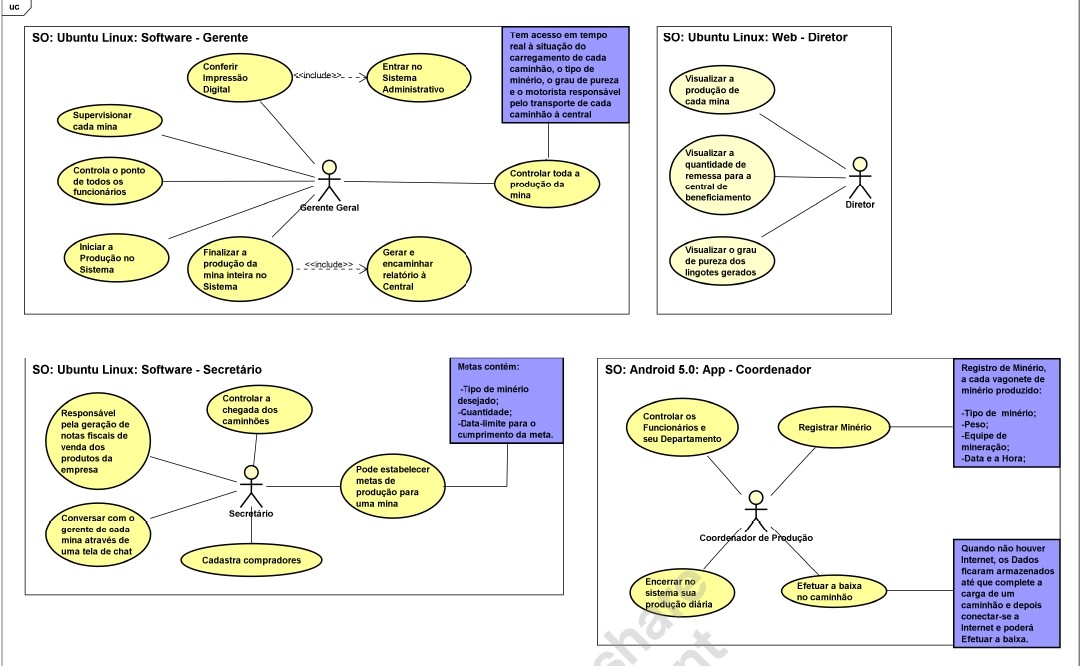 uc
SO: Ubuntu Linux: Software - Gerente
Conferir
Impressão
Digital
<<include>>
Entrar no
Sistema
Administrativo
Tem acesso em tempo
real à situação do
carregamento de cada
caminhão, o tipo de
minério, o grau de pureza
e o motorista responsável
pelo transporte de cada
caminhão à central
Supervisionar
cada mina
Controla o ponto
de todos os
funcionários
Gerente Geral
Controlar toda a
produção da
mina
Iniciar a
Produção no
Sistema
Finalizar a
produção da
mina inteira no
Sistema
<<include>>
Gerar e
encaminhar
relatório à
Central
SO: Ubuntu Linux: Web - Diretor
Visualizar a
produção de
cada mina
Visualizar a
quantidade de
remessa para a
central de
beneficiamento
Diretor
Visualizar o grau
de pureza dos
lingotes gerados
SO: Ubuntu Linux: Software - Secretário
Responsável
pela geração de
notas fiscais de
venda dos
produtos da
empresa
Controlar a
chegada dos
caminhões
Metas contém:
-Tipo de minério
desejado;
-Quantidade;
-Data-limite para o
cumprimento da meta.
Pode estabelecer
metas de
produção para
uma mina
Secretário
Conversar com o
gerente de cada
mina através de
uma tela de chat
Cadastra compradores
SO: Android 5.0: App - Coordenador
Controlar os
Funcionários e
seu Departamento
Registrar Minério
Registro de Minério,
a cada vagonete de
minério produzido:
-Tipo de minério;
-Peso;
-Equipe de
mineração;
-Data e a Hora;
Coordenador de Produção
Encerrar no
sistema sua
produção diária
Efetuar a baixa
no caminhão
Quando não houver
Internet, os Dados
ficaram armazenados
até que complete a
carga de um
caminhão e depois
conectar-se a
Internet e poderá
Efetuar a baixa.
share